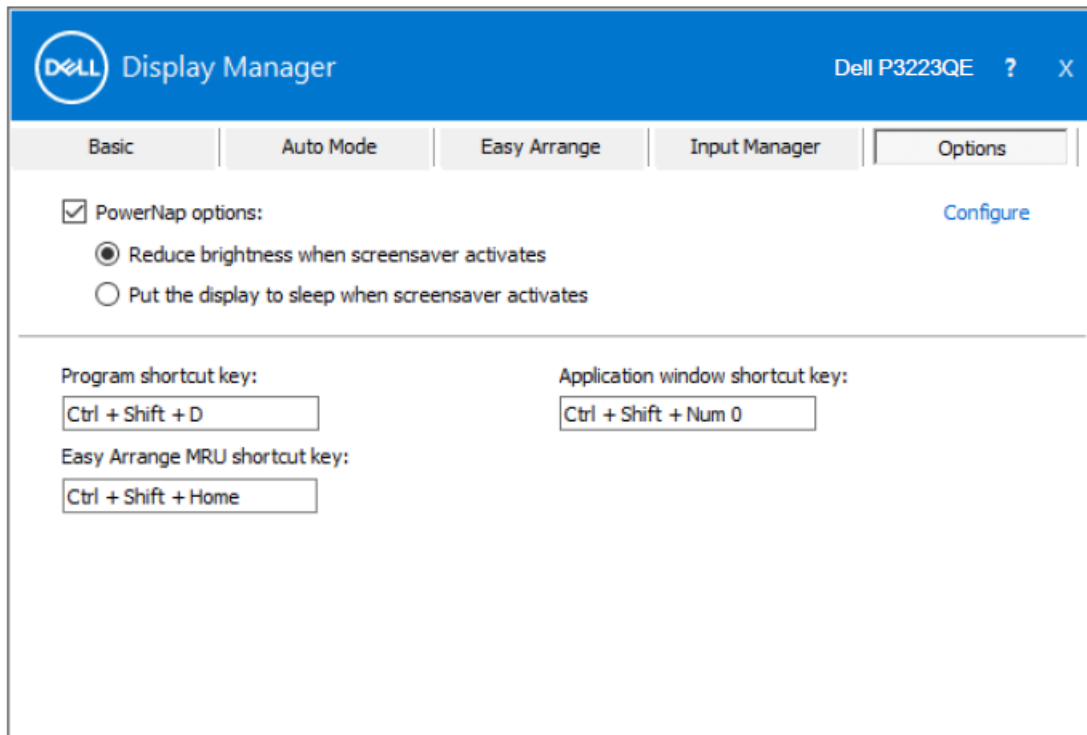 DELL Display Manager Dell P3223QE ? X
Basic Auto Mode Easy Arrange Input Manager Options
PowerNap options: Configure
Reduce brightness when screensaver activates
Put the display to sleep when screensaver activates
Program shortcut key: Application window shortcut key:
Ctrl + Shift + D Ctrl + Shift + Num 0
Easy Arrange MRU shortcut key:
Ctrl + Shift + Home